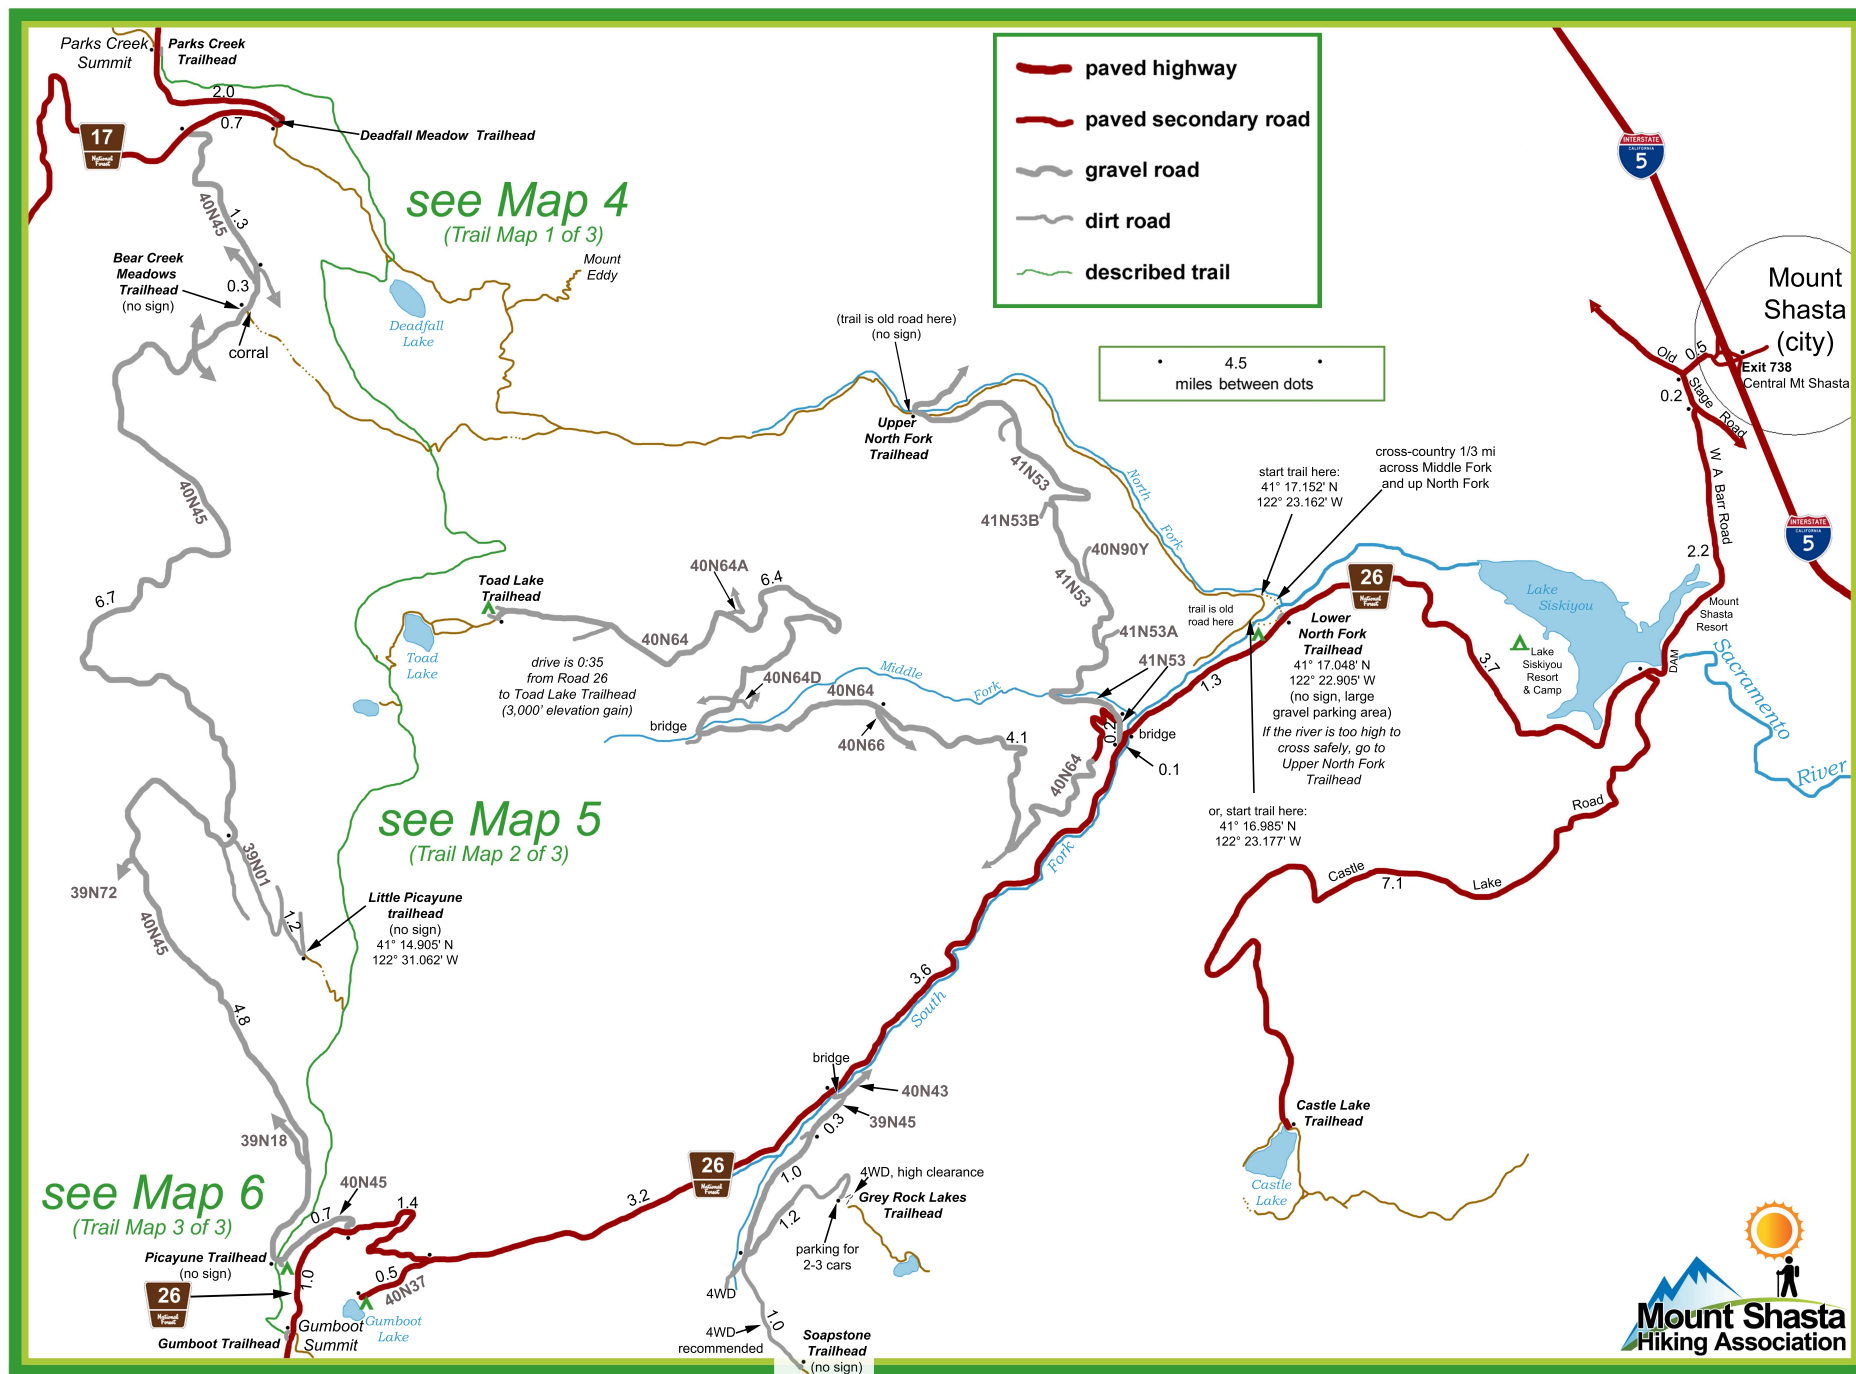 Parks Creek
Summit
Parks Creek
Trailhead
2.0
0.7
17
National
Forest
Deadfall Meadow Trailhead
see Map 4
(Trail Map 1 of 3)
40N45
1.3
Bear Creek
Meadows
Trailhead
(no sign)
0.3
corral
Mount
Eddy
Deadfall
Lake
paved highway
paved secondary road
gravel road
dirt road
described trail
4.5
miles between dots
INTERSTATE
CALIFORNIA
5
Mount
Shasta
(city)
Exit 738
Central Mt Shasta
Old
0.5
Stage
Road
0.2
W A Barr Road
2.2
INTERSTATE
CALIFORNIA
5
(trail is old road here)
(no sign)
Upper
North Fork
Trailhead
41N53
41N53B
40N90Y
41N53
41N53A
41N53
North
Fork
start trail here:
41° 17.152' N
122° 23.162' W
cross-country 1/3 mi
across Middle Fork
and up North Fork
trail is old
road here
26
National
Forest
Lower
North Fork
Trailhead
41° 17.048' N
122° 22.905' W
(no sign, large
gravel parking area)
If the river is too high to
cross safely, go to
Upper North Fork
Trailhead
or, start trail here:
41° 16.985' N
122° 23.177' W
Lake
Siskiyou
Lake
Siskiyou
Resort
& Camp
Mount
Shasta
Resort
DAM
Sacramento
River
3.7
1.3
bridge
0.1
0.2
40N45
6.7
Toad Lake
Trailhead
40N64A
6.4
40N64
Toad
Lake
drive is 0:35
from Road 26
to Toad Lake Trailhead
(3,000' elevation gain)
40N64D
40N64
Middle
Fork
bridge
40N66
4.1
40N64
see Map 5
(Trail Map 2 of 3)
39N01
1.2
39N72
40N45
Little Picayune
trailhead
(no sign)
41° 14.905' N
122° 31.062' W
4.8
Fork
South
3.6
Castle
7.1
Lake
Road
Castle Lake
Trailhead
Castle
Lake
bridge
40N43
39N45
0.3
1.0
26
National
Forest
3.2
1.2
4WD, high clearance
Grey Rock Lakes
Trailhead
parking for
2-3 cars
4WD
4WD
recommended
1.0
Soapstone
Trailhead
(no sign)
39N18
see Map 6
(Trail Map 3 of 3)
40N45
0.7
1.4
Picayune Trailhead
(no sign)
26
National
Forest
1.0
0.5
40N37
Gumboot
Lake
Gumboot Trailhead
Gumboot
Summit
Mount Shasta
Hiking Association